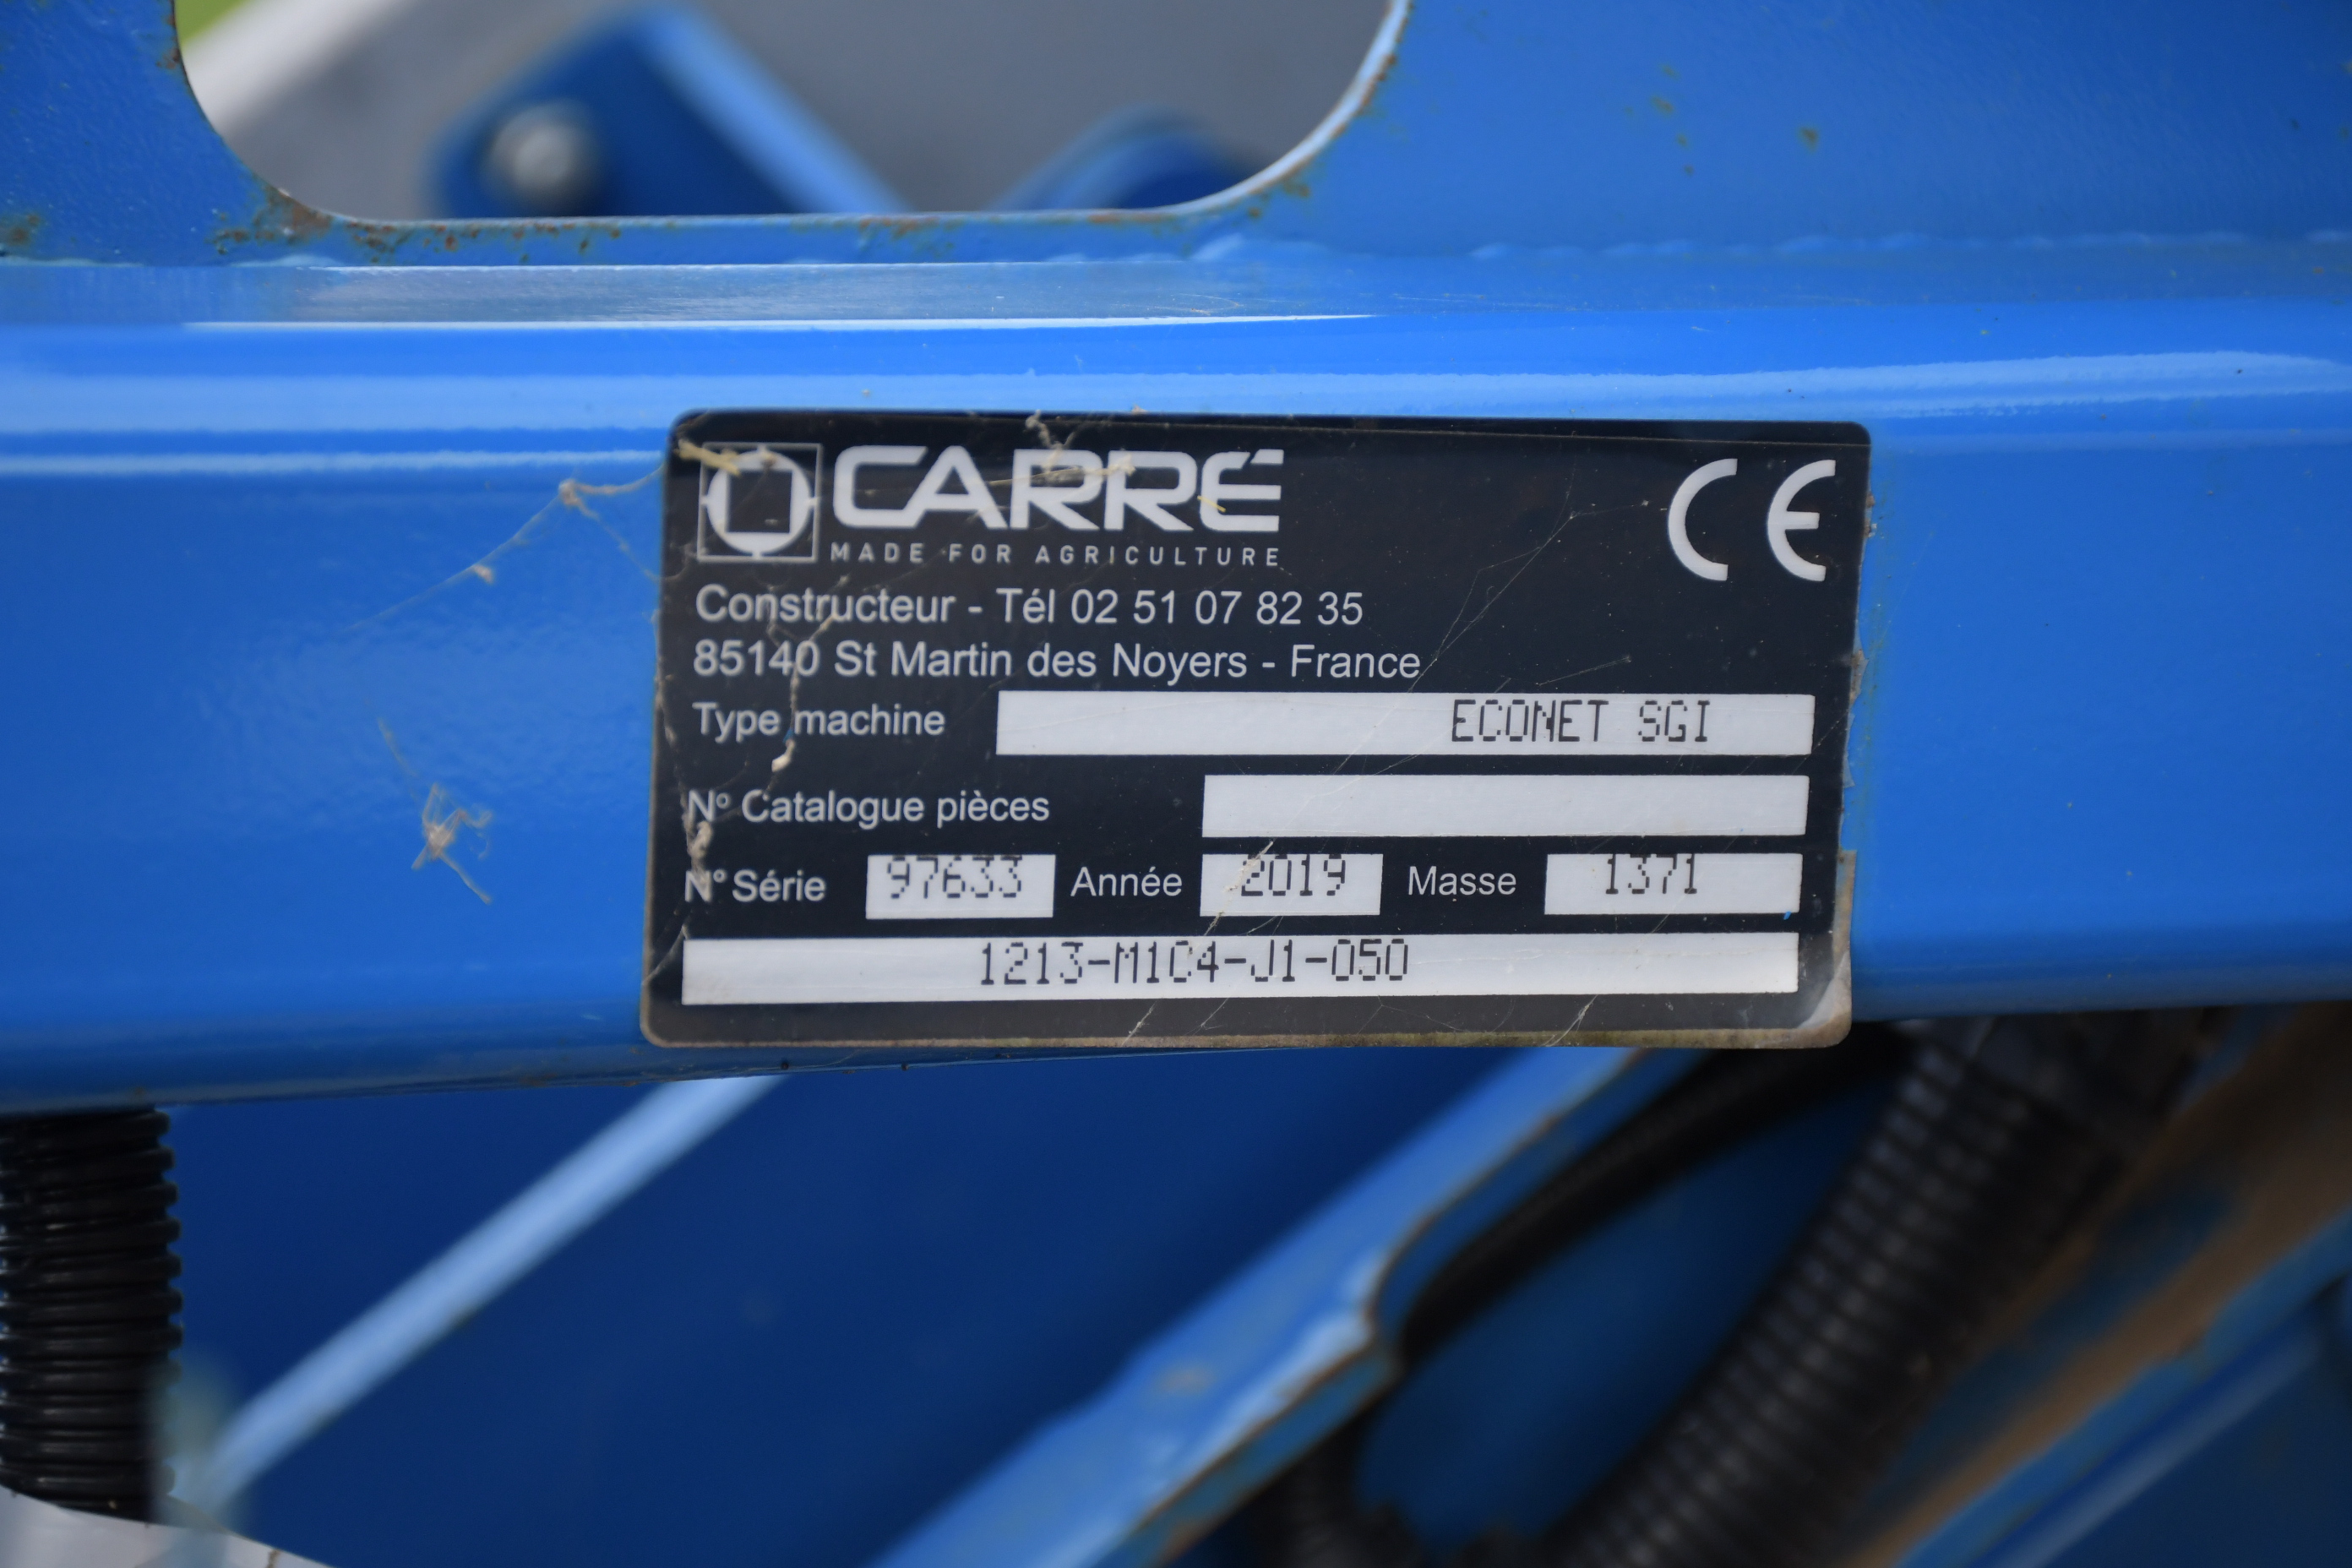 CARRÉ
MADE FOR AGRICULTURE
CE
Constructeur - Tél 02 51 07 82 35
85140 St Martin des Noyers - France
Type machine ECONET SGI
N° Catalogue pièces
N° Série 97633 Année 2019 Masse 1371
1213-M1C4-J1-050